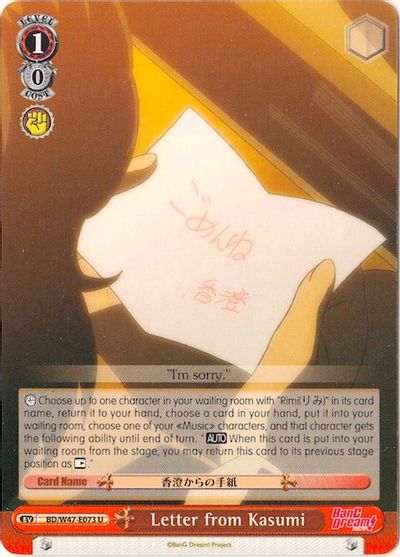 LEVEL
1
0
COST
ごめんね
香澄
"I'm sorry."
Choose up to one character in your waiting room with "Rimi(りみ)" in its card
name, return it to your hand, choose a card in your hand, put it into your
waiting room, choose one of your «Music» characters, and that character gets
the following ability until end of turn. "【AUTO】 When this card is put into your
waiting room from the stage, you may return this card to its previous stage
position as ."
Card Name 香澄からの手紙
EV BD/W47-E073 U Letter from Kasumi BanG Dream!
©BanG Dream! Project